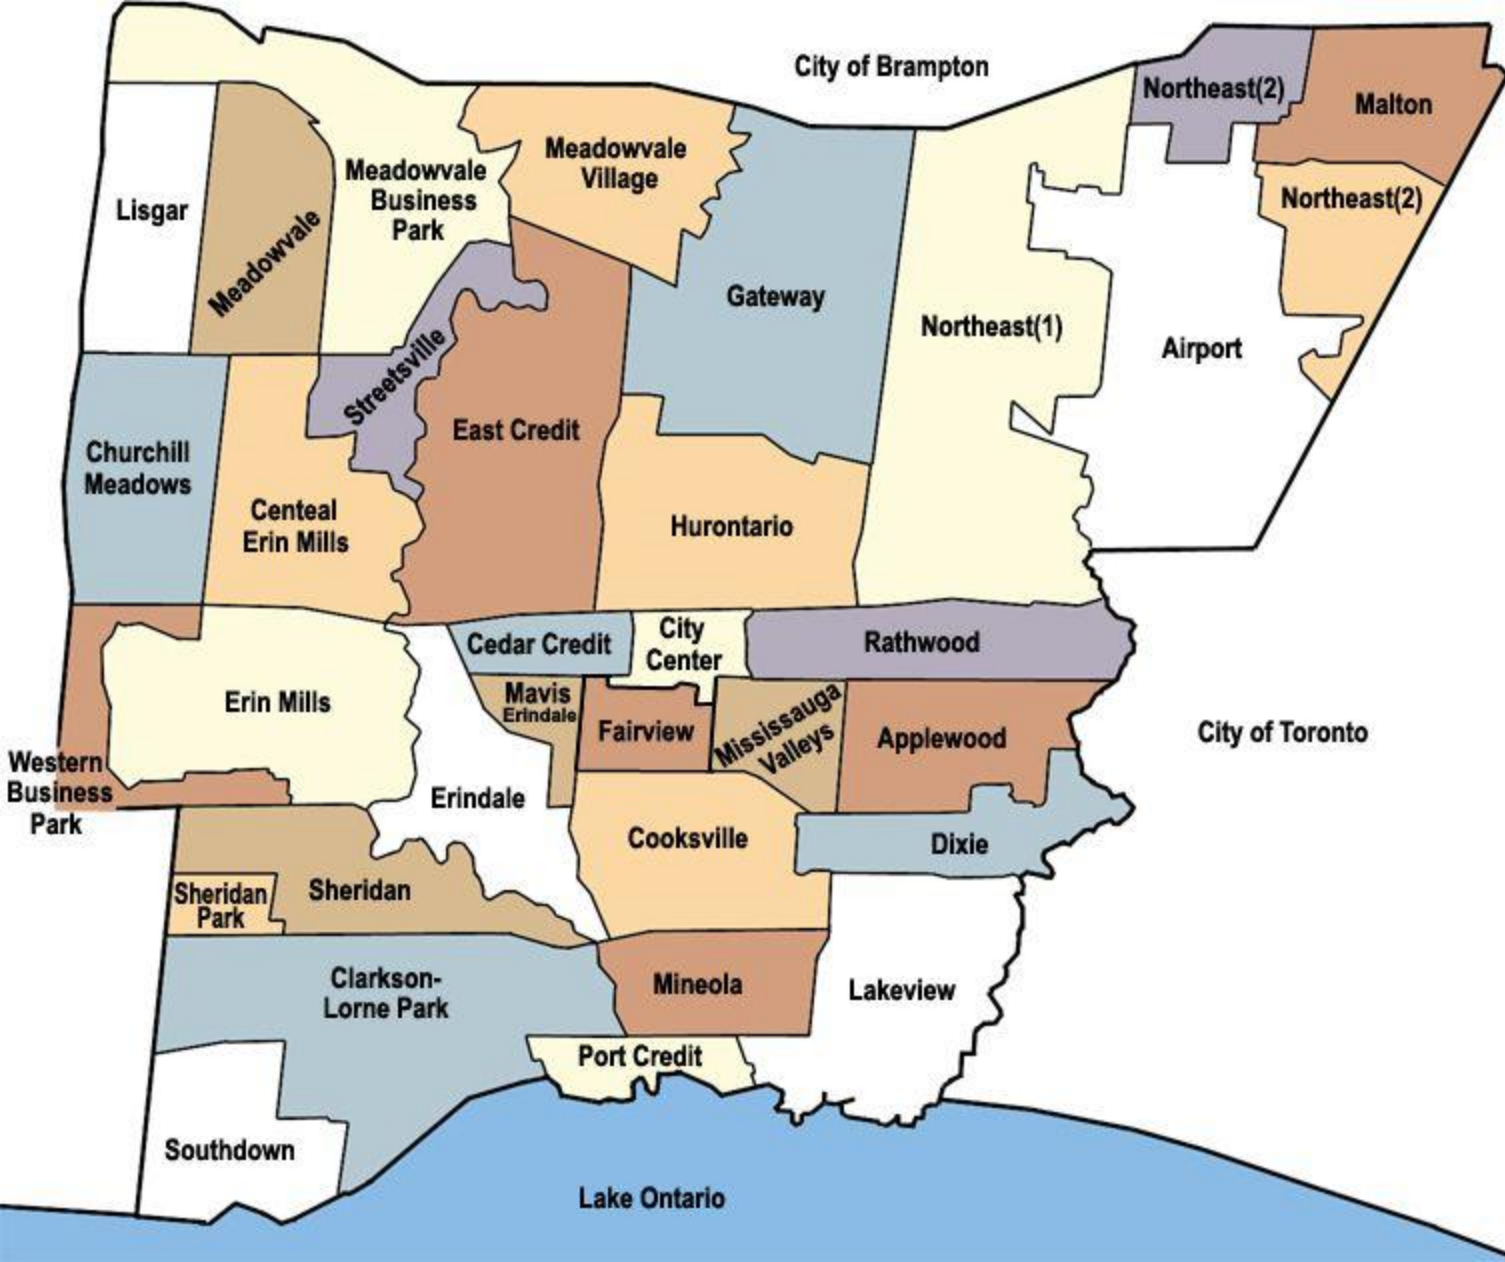 City of Brampton
Northeast(2)
Malton
Meadowvale
Village
Meadowvale
Business
Park
Lisgar
Meadowvale
Northeast(2)
Gateway
Northeast(1)
Airport
Streetsville
East Credit
Churchill
Meadows
Centeal
Erin Mills
Hurontario
Cedar Credit
City
Center
Rathwood
Erin Mills
Mavis
Erindale
Fairview
Mississauga
Valleys
Applewood
City of Toronto
Western
Business
Park
Erindale
Cooksville
Dixie
Sheridan
Park
Sheridan
Clarkson-
Lorne Park
Mineola
Lakeview
Port Credit
Southdown
Lake Ontario